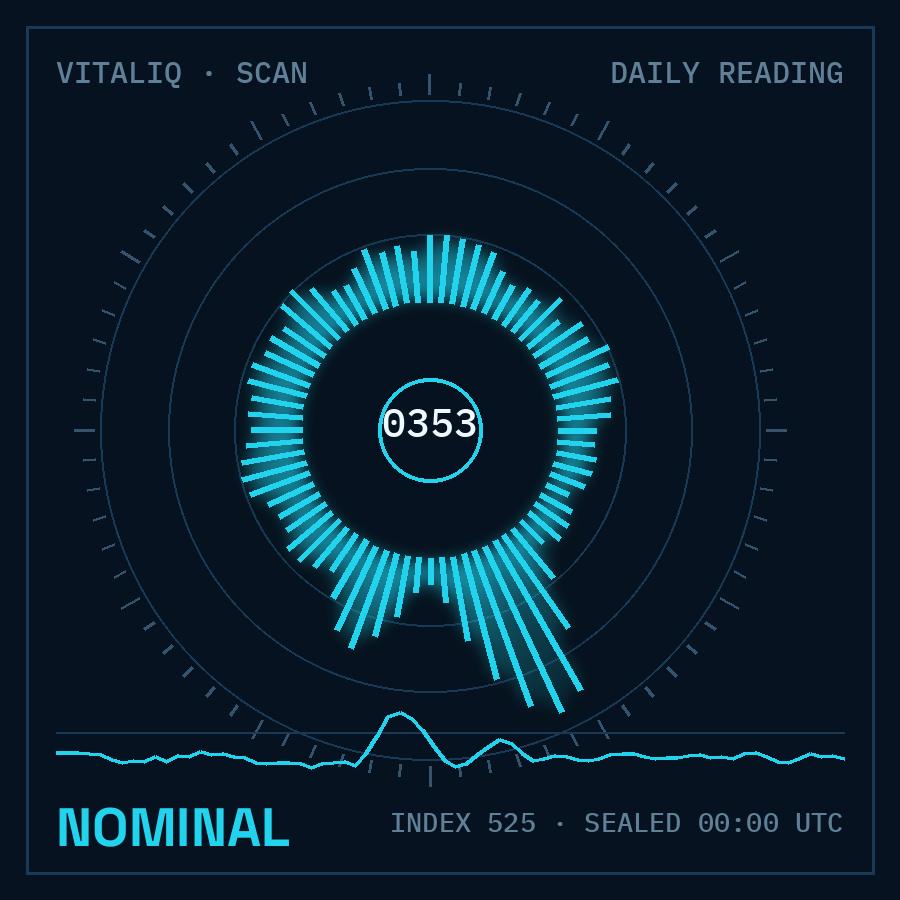 VITALIQ · SCAN
DAILY READING
0353
NOMINAL
INDEX 525 · SEALED 00:00 UTC